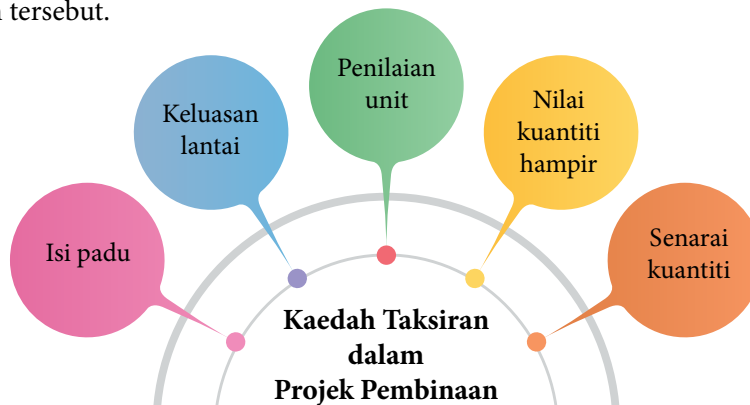 tersebut.
Isi padu
Keluasan
lantai
Penilaian
unit
Nilai
kuantiti
hampir
Senarai
kuantiti
Kaedah Taksiran
dalam
Projek Pembinaan